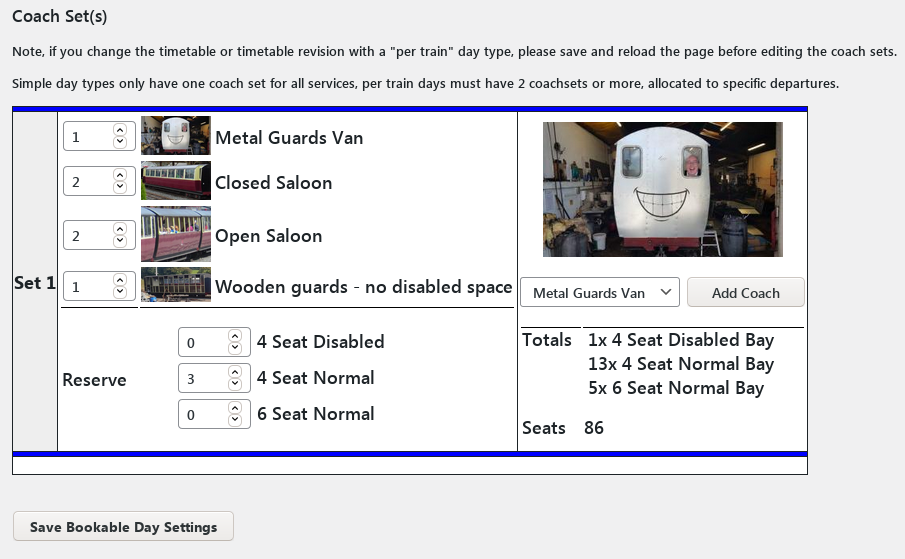 Coach Set(s)
Note, if you change the timetable or timetable revision with a "per train" day type, please save and reload the page before editing the coach sets.
Simple day types only have one coach set for all services, per train days must have 2 coachsets or more, allocated to specific departures.
Set 1
1 Metal Guards Van
2 Closed Saloon
2 Open Saloon
1 Wooden guards - no disabled space
Reserve
0 4 Seat Disabled
3 4 Seat Normal
0 6 Seat Normal
Metal Guards Van Add Coach
Totals 1x 4 Seat Disabled Bay
13x 4 Seat Normal Bay
5x 6 Seat Normal Bay
Seats 86
Save Bookable Day Settings